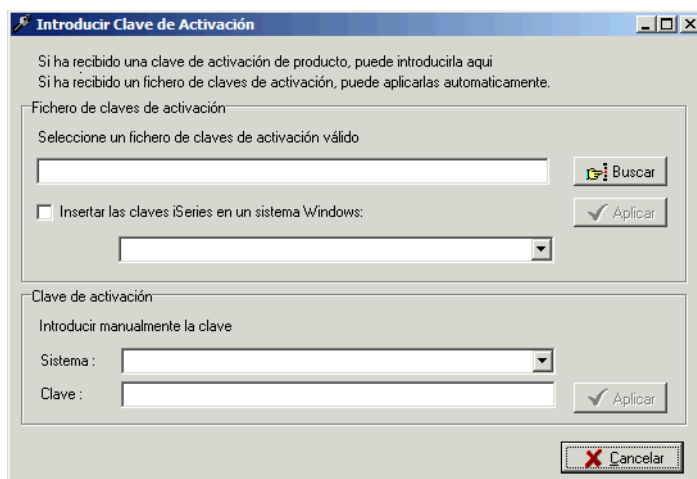 Introducir Clave de Activación
Si ha recibido una clave de activación de producto, puede introducirla aqui
Si ha recibido un fichero de claves de activación, puede aplicarlas automaticamente.
Fichero de claves de activación
Seleccione un fichero de claves de activación válido
Buscar
Insertar las claves iSeries en un sistema Windows:
Aplicar
Clave de activación
Introducir manualmente la clave
Sistema :
Clave :
Aplicar
Cancelar